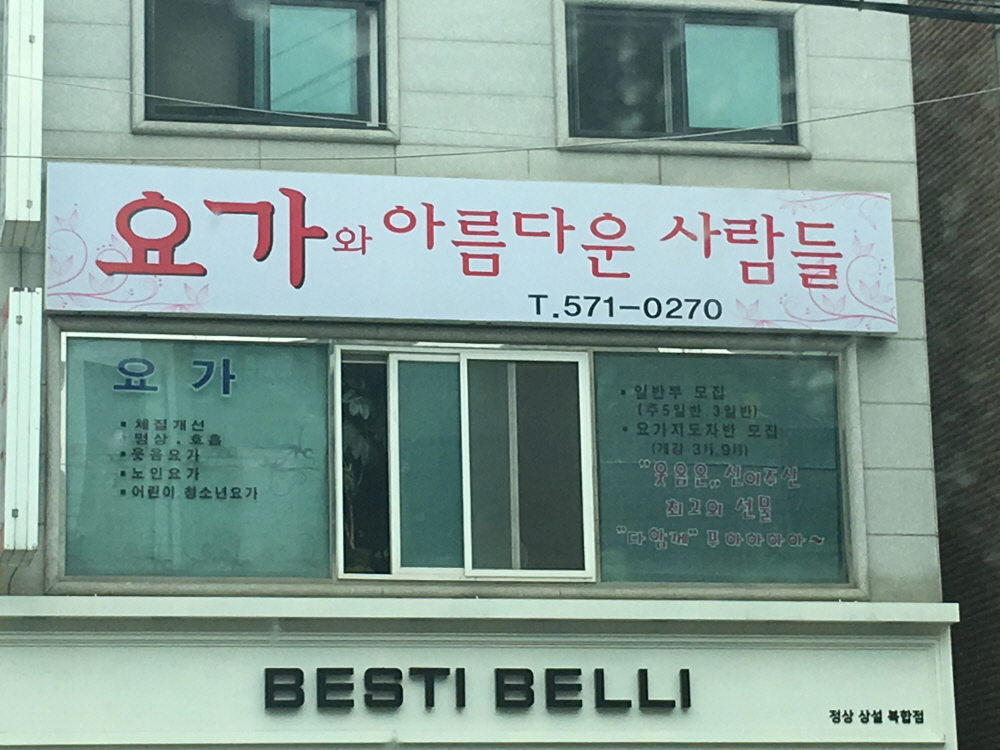 요가와 아름다운 사람들
T.571-0270
요가
▪ 체질개선
명상 . 호흡
▪ 웃음요가
▪ 노인요가
▪ 어린이 청소년요가
▪ 일반부 모집
(주5일반 3일반)
▪ 요가지도자반 모집
(개강 3月,9月)
"웃음은,, 신이주신
최고의 선물
"다함께" 푸하하하하~
BESTI BELLI
정상 상설 복합점